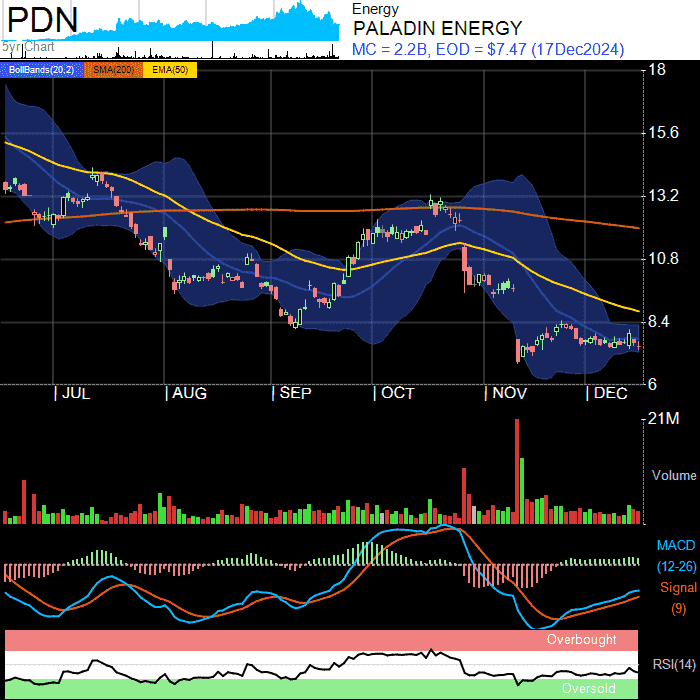 PDN
5yr Chart
Energy
PALADIN ENERGY
MC = 2.2B, EOD = $7.47 (17Dec2024)
BollBands(20,2) SMA(200) EMA(50)
18
15.6
13.2
10.8
8.4
6
| JUL | AUG | SEP | OCT | NOV | DEC
21M
Volume
MACD
(12-26)
Signal
(9)
Overbought
RSI(14)
Oversold